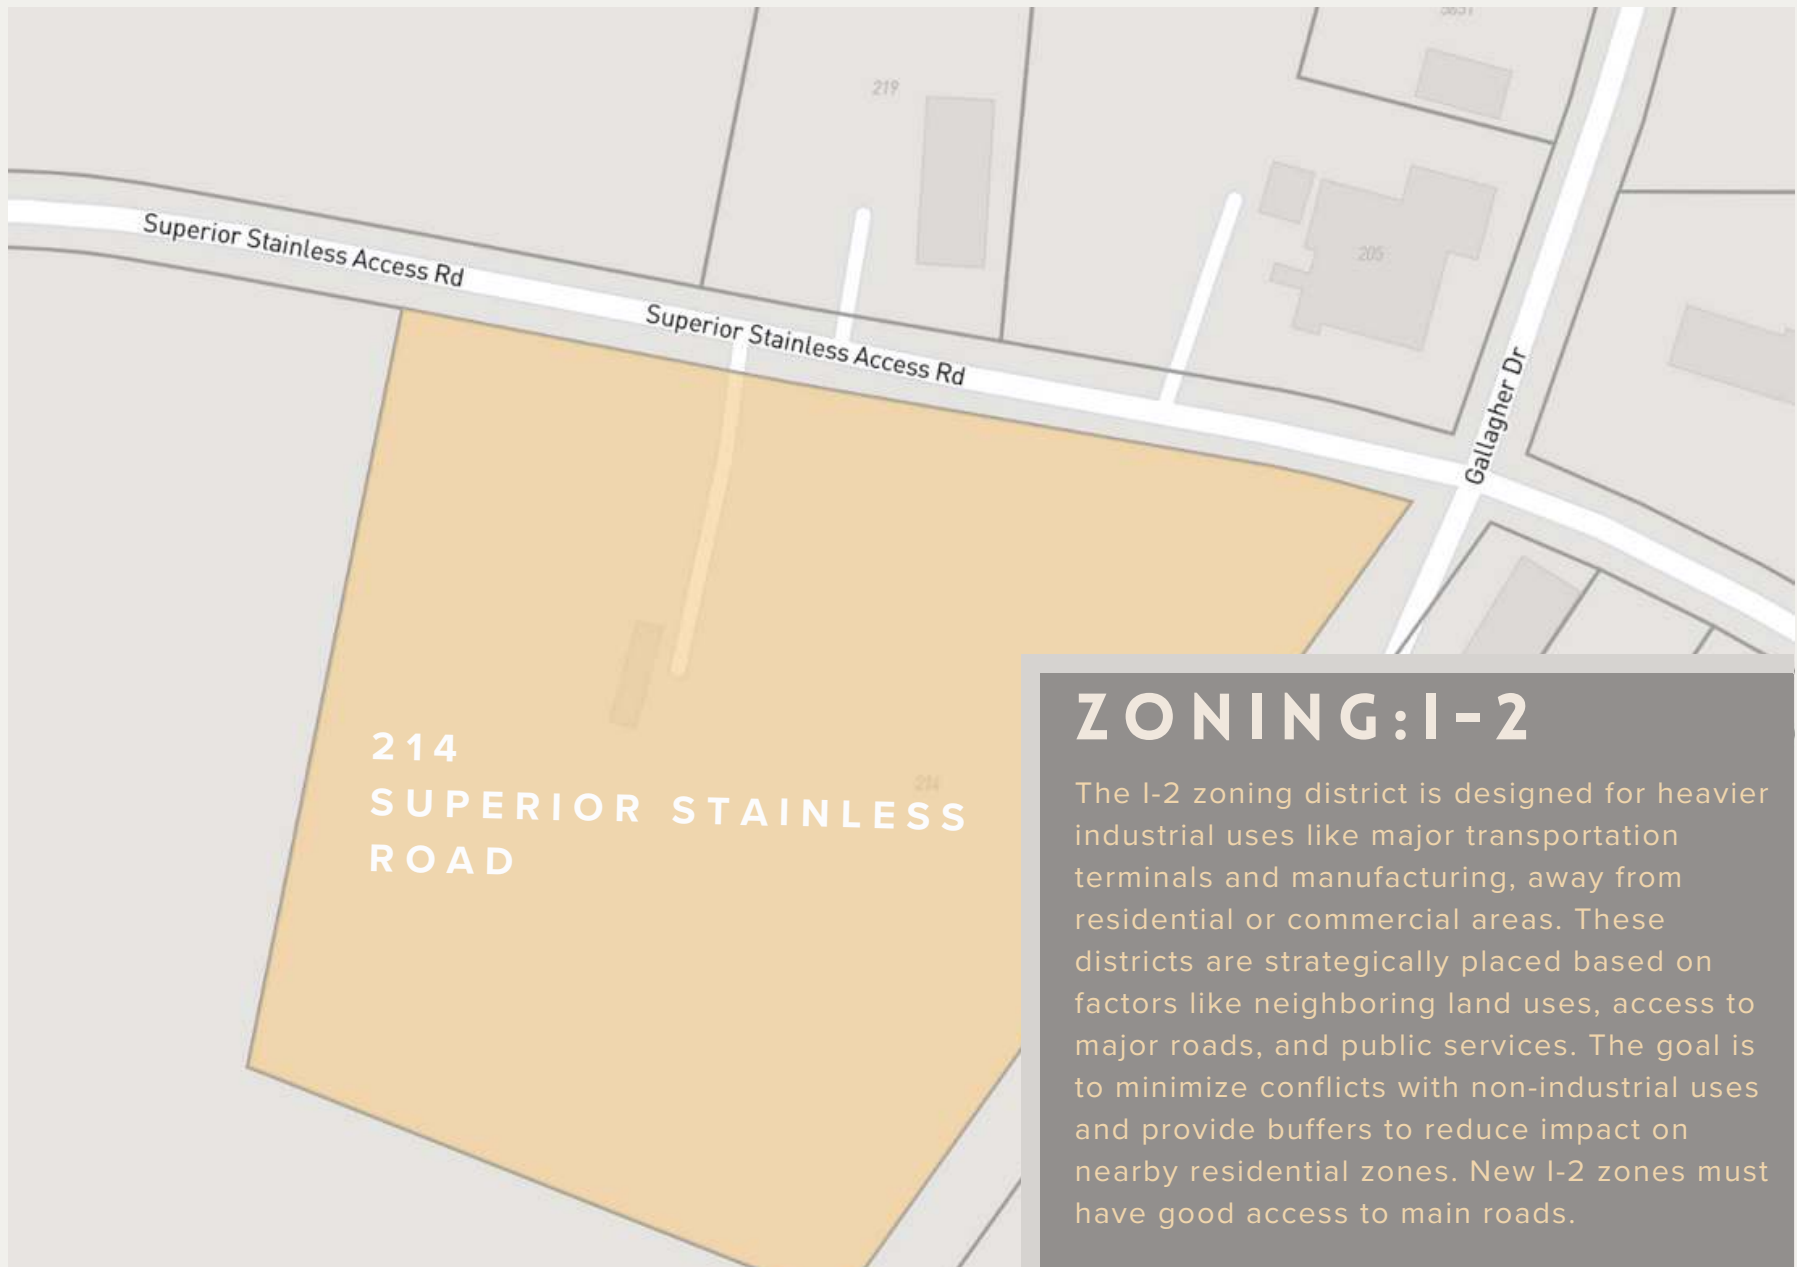 219
205
Superior Stainless Access Rd
Superior Stainless Access Rd
Gallagher Dr
214
214
SUPERIOR STAINLESS
ROAD
ZONING:I-2
The I-2 zoning district is designed for heavier
industrial uses like major transportation
terminals and manufacturing, away from
residential or commercial areas. These
districts are strategically placed based on
factors like neighboring land uses, access to
major roads, and public services. The goal is
to minimize conflicts with non-industrial uses
and provide buffers to reduce impact on
nearby residential zones. New I-2 zones must
have good access to main roads.